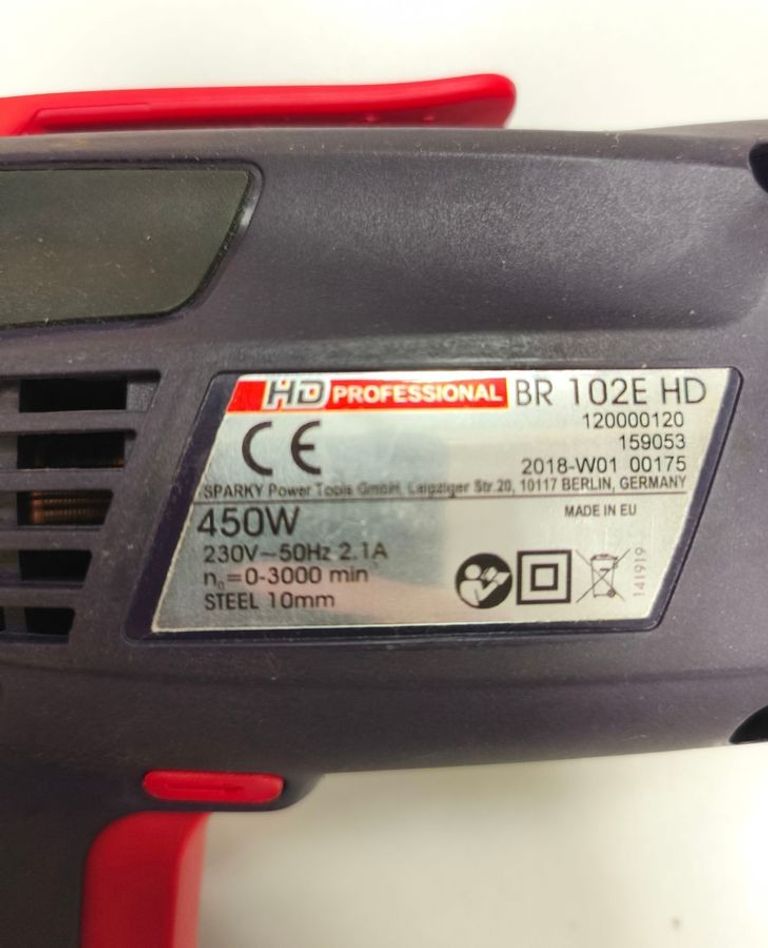 HD PROFESSIONAL BR 102E HD
120000120
159053
CE
2018-W01 00175
SPARKY Power Tools GmbH, Leipziger Str.20, 10117 BERLIN, GERMANY
450W
MADE IN EU
230V~50Hz 2.1A
n₀=0-3000 min
STEEL 10mm
141919